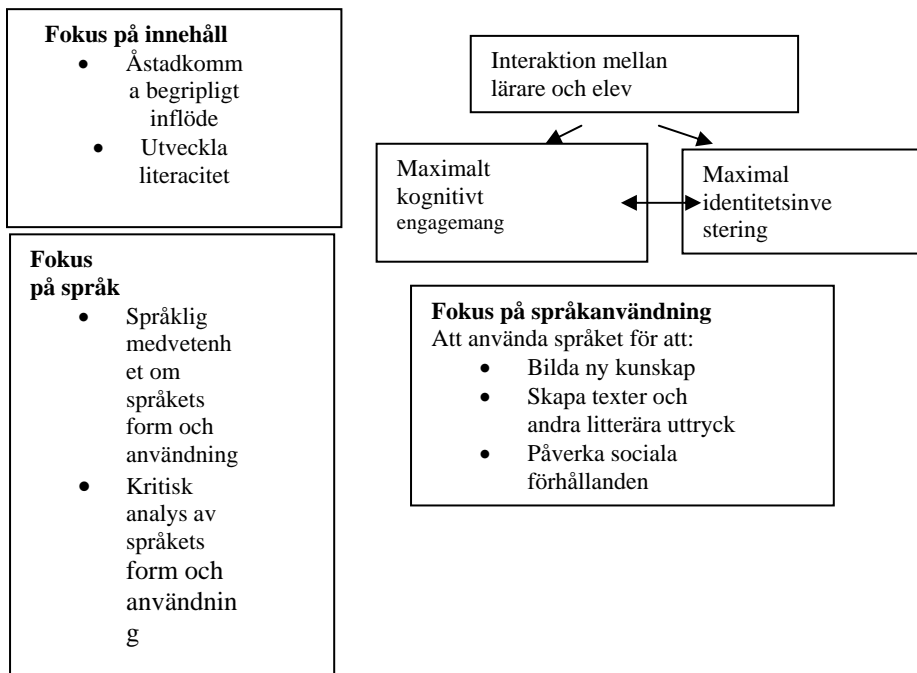 Fokus på innehåll
• Åstadkomm
a begripligt
inflöde
• Utveckla
literacitet
Interaktion mellan
lärare och elev
Maximalt
kognitivt
engagemang
Maximal
identitetsinve
stering
Fokus
på språk
• Språklig
medvetenh
et om
språkets
form och
användning
• Kritisk
analys av
språkets
form och
användnin
g
Fokus på språkanvändning
Att använda språket för att:
• Bilda ny kunskap
• Skapa texter och
andra litterära uttryck
• Påverka sociala
förhållanden